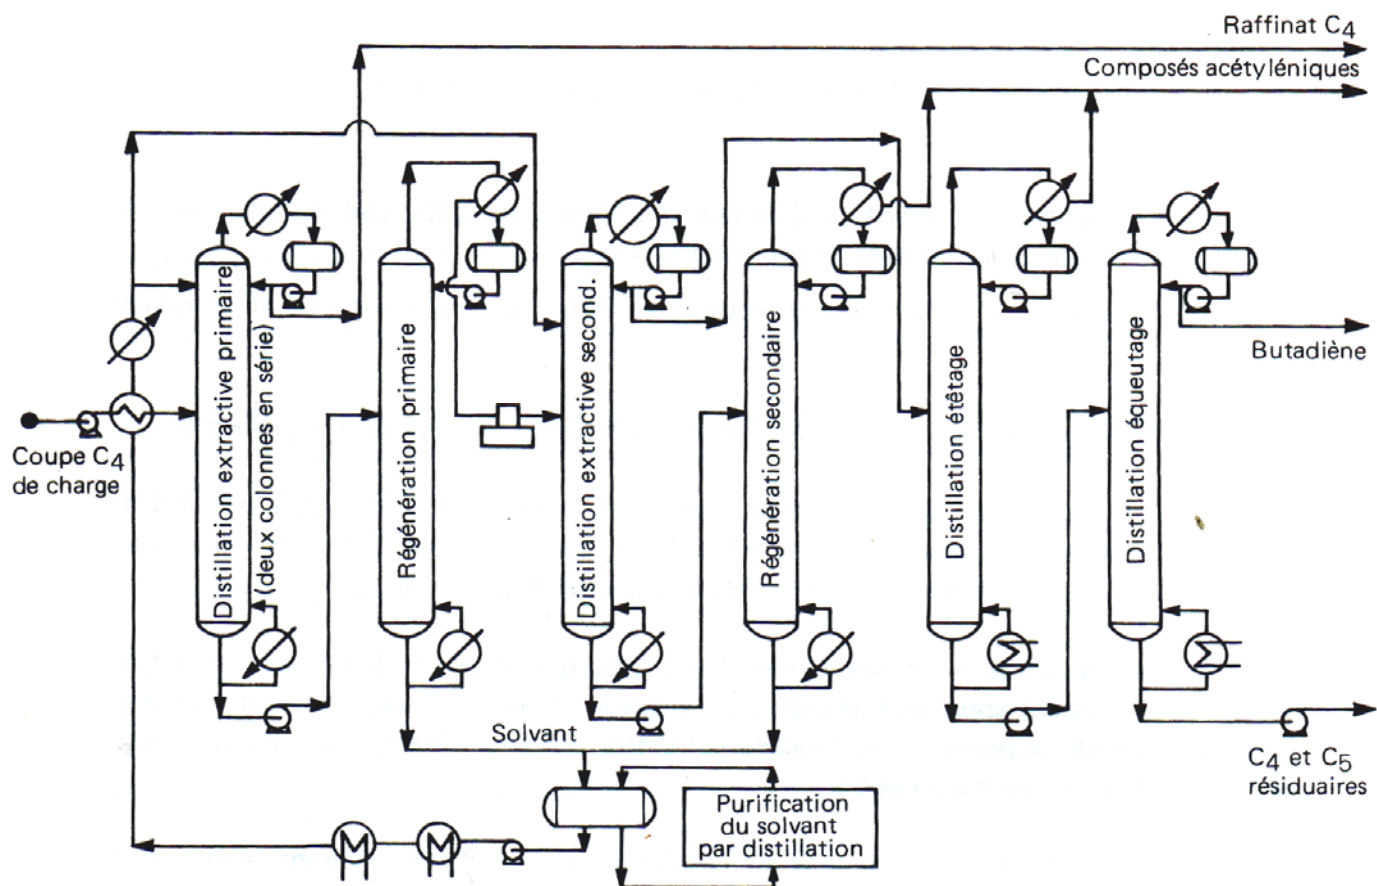 Raffinat C4
Composés acétyléniques
Distillation extractive primaire
(deux colonnes en série)
Régénération primaire
Distillation extractive second.
Régénération secondaire
Distillation étêtage
Distillation équeutage
Butadiène
Coupe C4
de charge
Solvant
C4 et C5
résiduaires
Purification
du solvant
par distillation